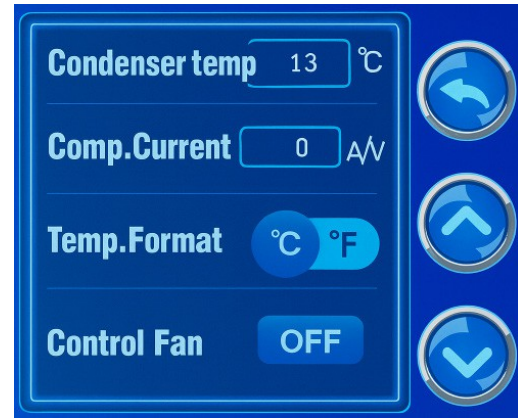 Condenser temp 13 °C
Comp.Current 0 A/V
Temp.Format °C °F
Control Fan OFF